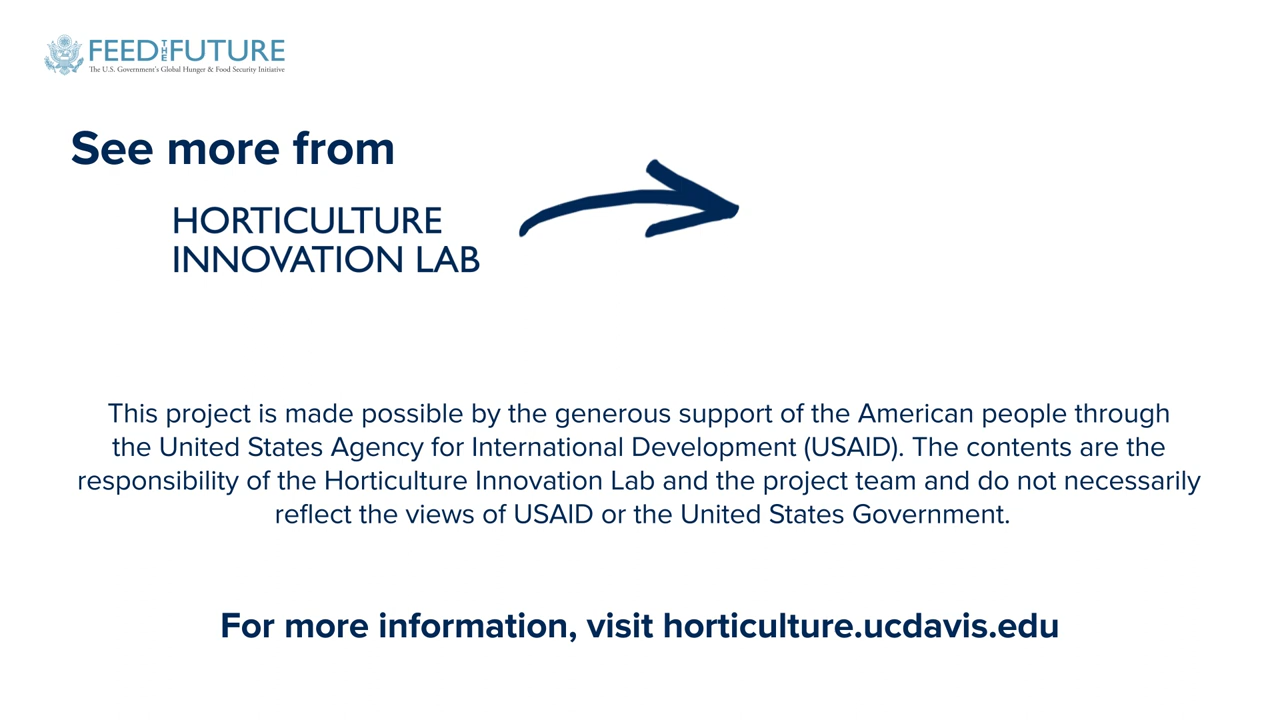 FEED THE FUTURE
The U.S. Government's Global Hunger & Food Security Initiative
See more from
HORTICULTURE
INNOVATION LAB
This project is made possible by the generous support of the American people through
the United States Agency for International Development (USAID). The contents are the
responsibility of the Horticulture Innovation Lab and the project team and do not necessarily
reflect the views of USAID or the United States Government.
For more information, visit horticulture.ucdavis.edu